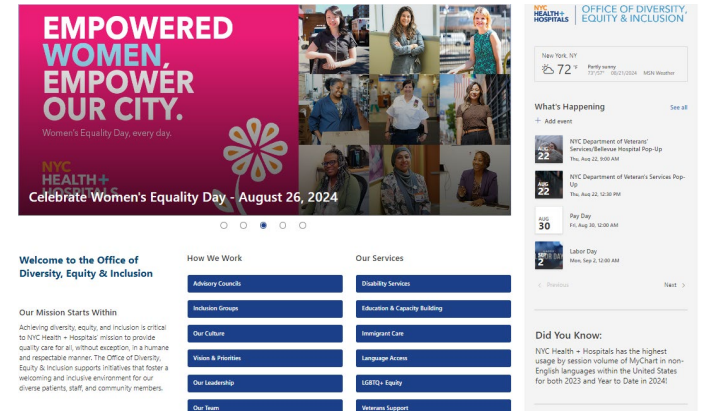 EMPOWERED
WOMEN,
EMPOWER
OUR CITY.
Women's Equality Day, every day.
NYC
HEALTH+
HOSPITALS
Celebrate Women's Equality Day - August 26, 2024
Welcome to the Office of
Diversity, Equity & Inclusion
Our Mission Starts Within
Achieving diversity, equity, and inclusion is critical
to NYC Health + Hospitals' mission to provide
quality care for all, without exception, in a humane
and respectable manner. The Office of Diversity,
Equity & Inclusion supports initiatives that foster a
welcoming and inclusive environment for our
diverse patients, staff, and community members.
How We Work
Advisory Councils
Inclusion Groups
Our Culture
Vision & Priorities
Our Leadership
Our Team
Our Services
Disability Services
Education & Capacity Building
Immigrant Care
Language Access
LGBTQ+ Equity
Veterans Support
NYC
HEALTH+
HOSPITALS
OFFICE OF DIVERSITY,
EQUITY & INCLUSION
New York, NY
72 °F
Partly sunny
73°/57° 08/21/2024 MSN Weather
What's Happening
See all
+ Add event
AUG
22
NYC Department of Veterans'
Services/Bellevue Hospital Pop-Up
Thu, Aug 22, 9:00 AM
AUG
22
NYC Department of Veteran's Services Pop-
Up
Thu, Aug 22, 12:30 PM
AUG
30
Pay Day
Fri, Aug 30, 12:00 AM
SEP
2
Labor Day
Mon, Sep 2, 12:00 AM
< Previous
Next >
Did You Know:
NYC Health + Hospitals has the highest
usage by session volume of MyChart in non-
English languages within the United States
for both 2023 and Year to Date in 2024!